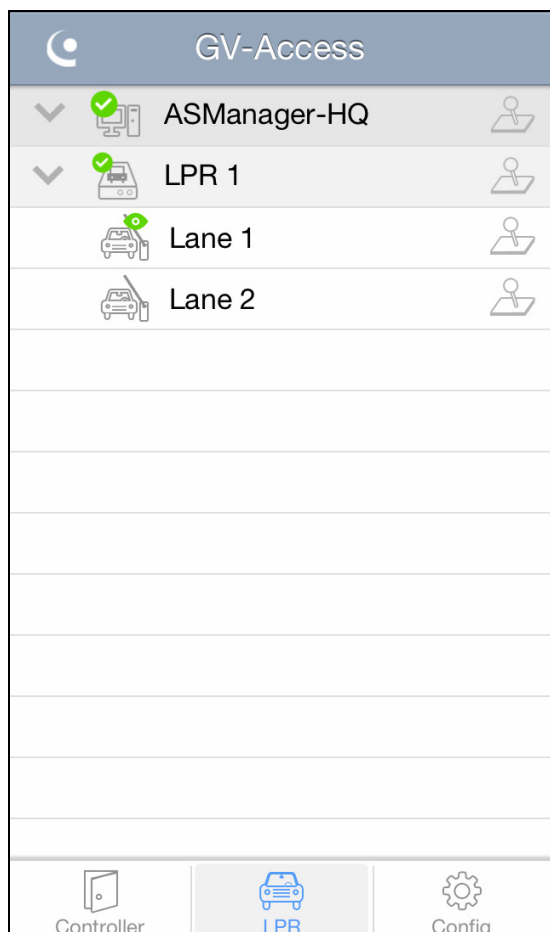 GV-Access
ASManager-HQ
LPR 1
Lane 1
Lane 2
Controller LPR Config